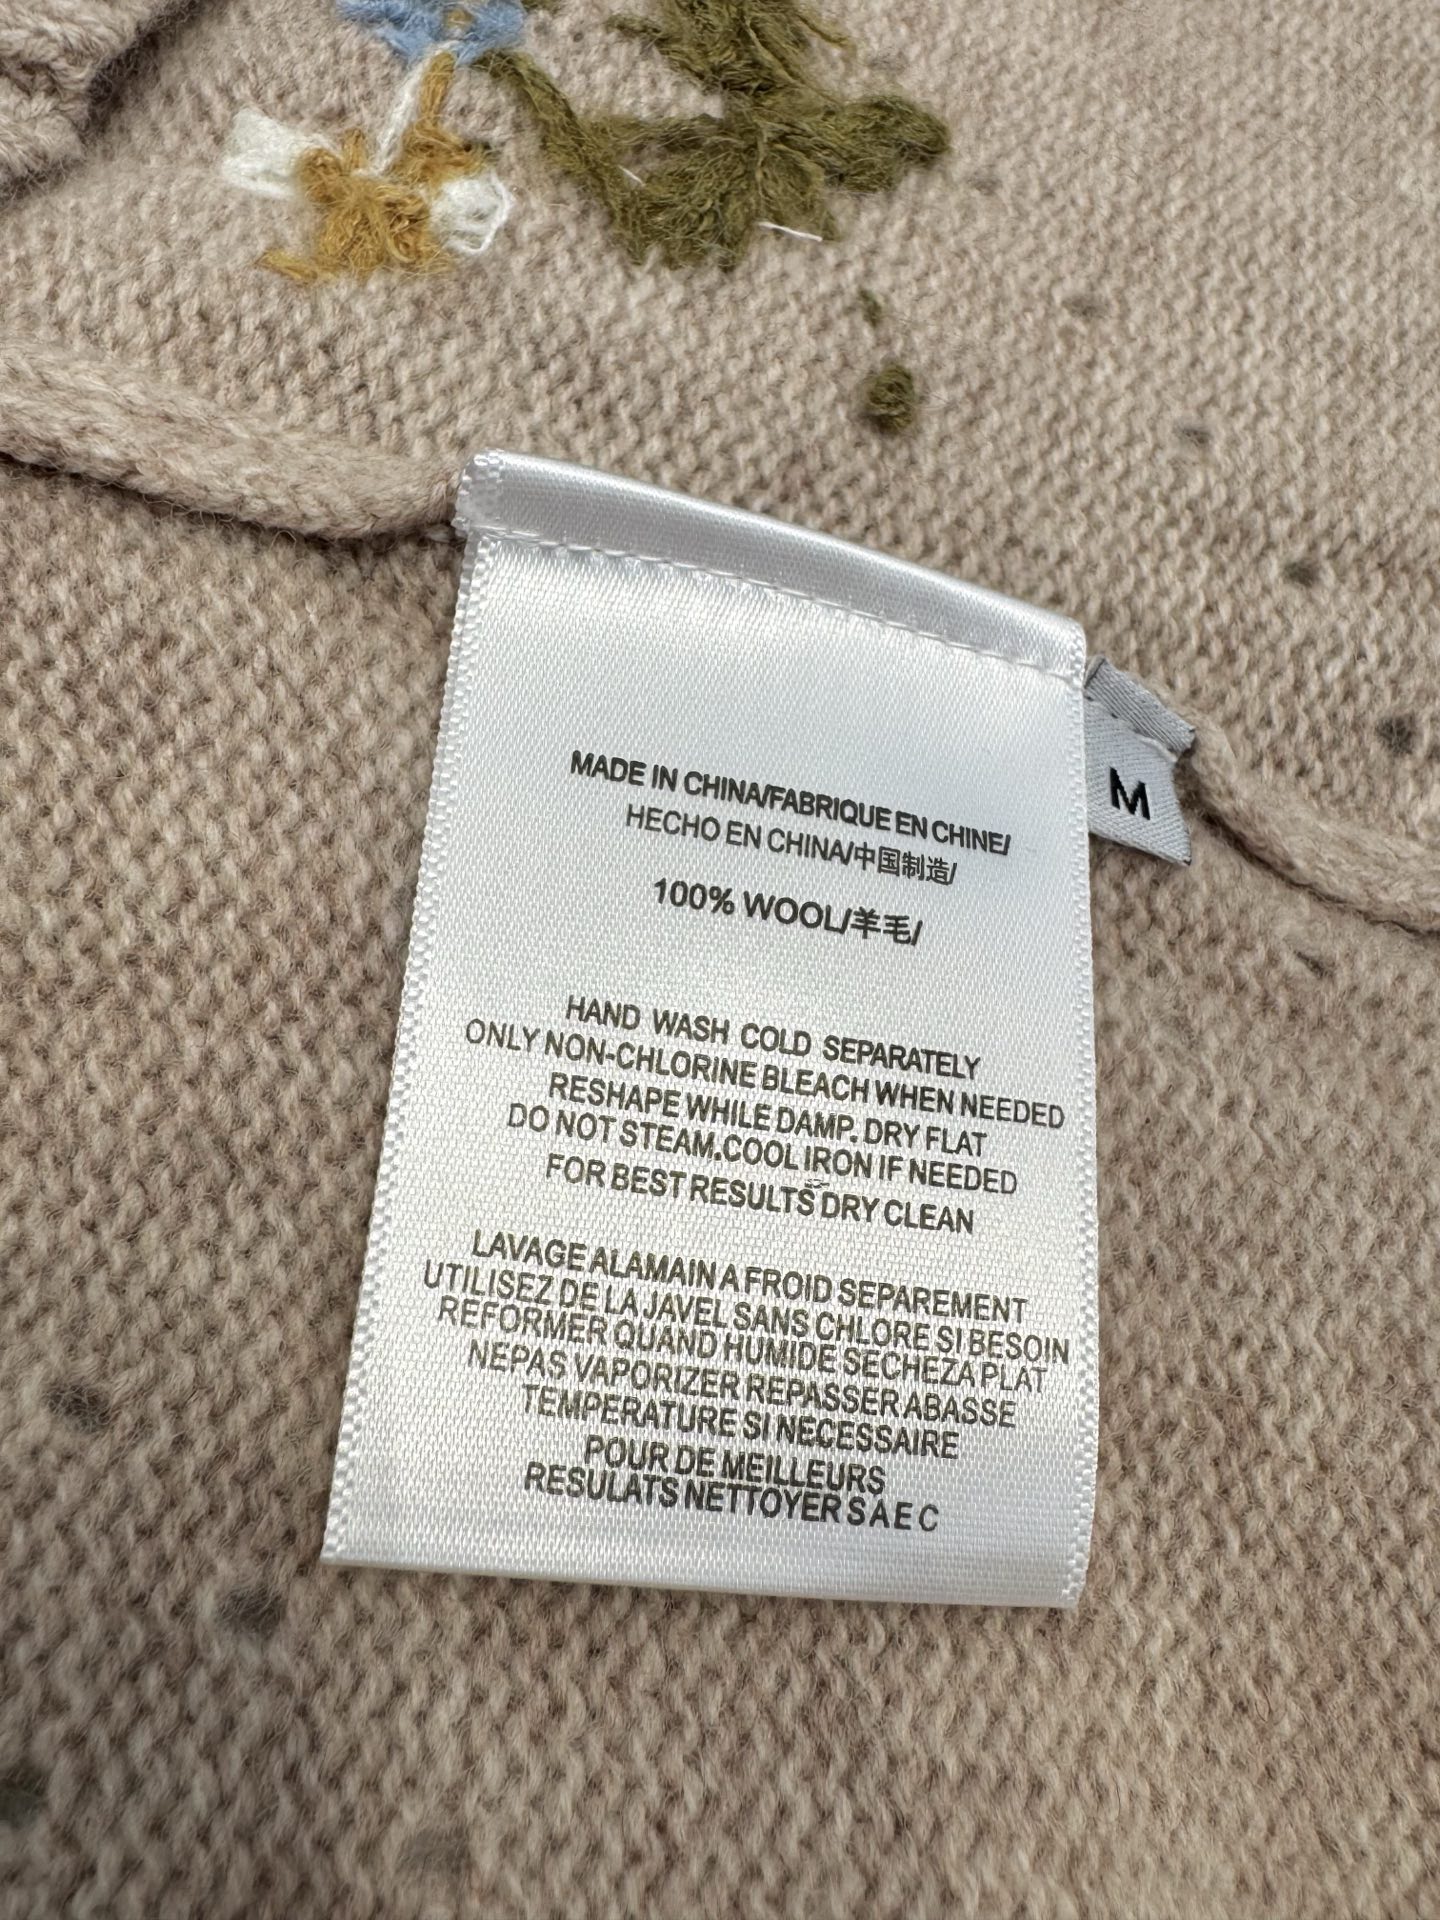 MADE IN CHINA/FABRIQUE EN CHINE/
HECHO EN CHINA/中国制造/
100% WOOL/羊毛/
HAND WASH COLD SEPARATELY
ONLY NON-CHLORINE BLEACH WHEN NEEDED
RESHAPE WHILE DAMP. DRY FLAT
DO NOT STEAM.COOL IRON IF NEEDED
FOR BEST RESULTS DRY CLEAN
LAVAGE ALAMAIN A FROID SEPAREMENT
UTILISEZ DE LA JAVEL SANS CHLORE SI BESOIN
REFORMER QUAND HUMIDE SECHEZA PLAT
NEPAS VAPORIZER REPASSER ABASSE
TEMPERATURE SI NECESSAIRE
POUR DE MEILLEURS
RESULATS NETTOYER S A E C
M